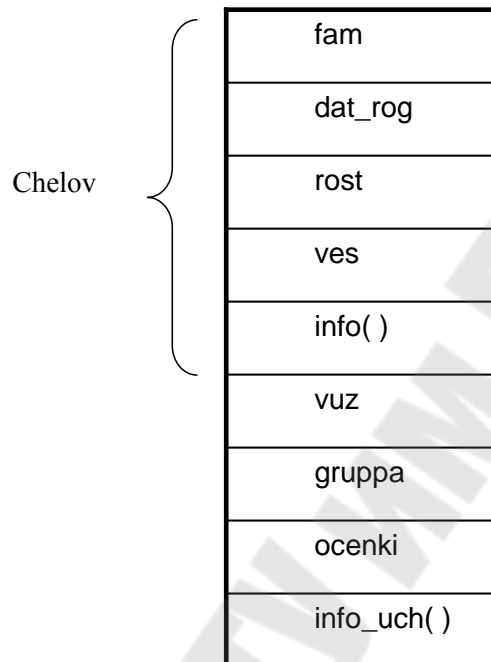 fam
dat_rog
Chelov
rost
ves
info( )
vuz
gruppa
ocenki
info_uch( )